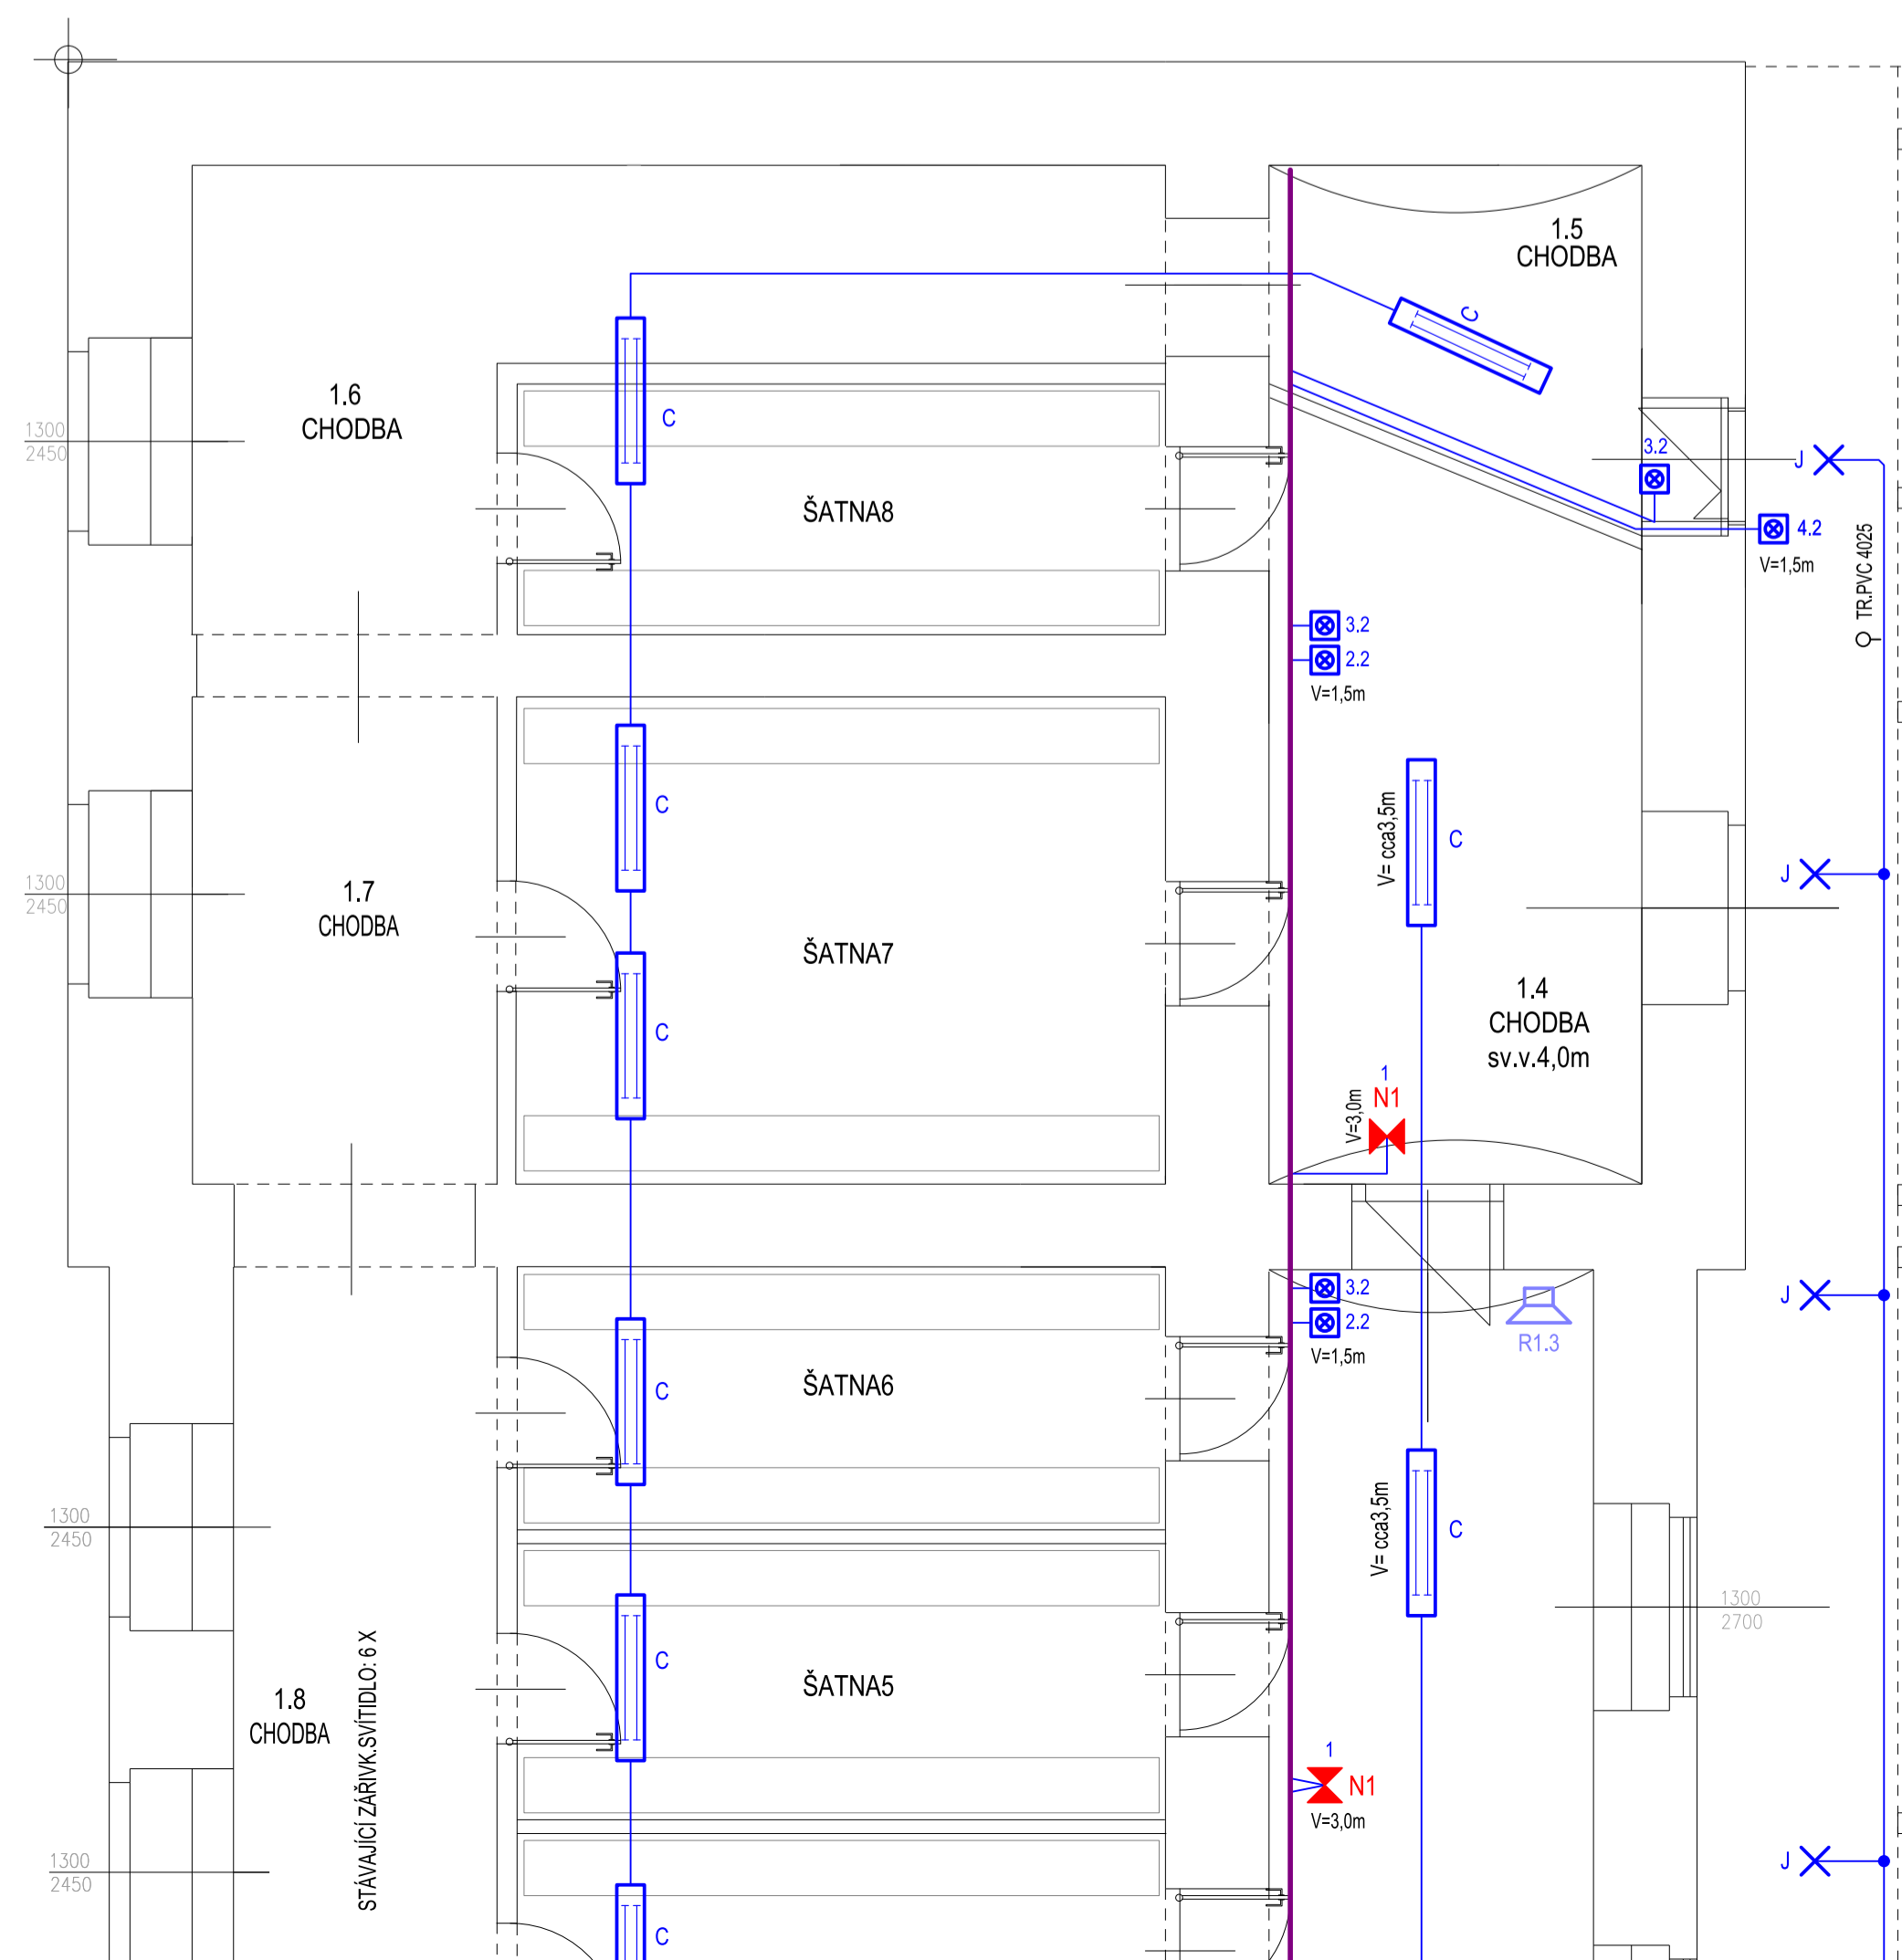 1.5
CHODBA
C
1.6
CHODBA
C
1300
2450
3.2
J
ŠATNA8
4.2
V=1,5m
TR.PVC 4025
3.2
2.2
V=1,5m
C
V= cca3,5m
C
J
1300
2450
1.7
CHODBA
ŠATNA7
1.4
CHODBA
sv.v.4,0m
C
1
N1
V=3,0m
3.2
2.2
V=1,5m
J
R1.3
ŠATNA6
C
1300
2450
V= cca3,5m
C
1300
2700
1.8
CHODBA
STÁVAJÍCÍ ZÁŘIVK.SVÍTIDLO: 6 X
C
ŠATNA5
1
N1
V=3,0m
1300
2450
J
C